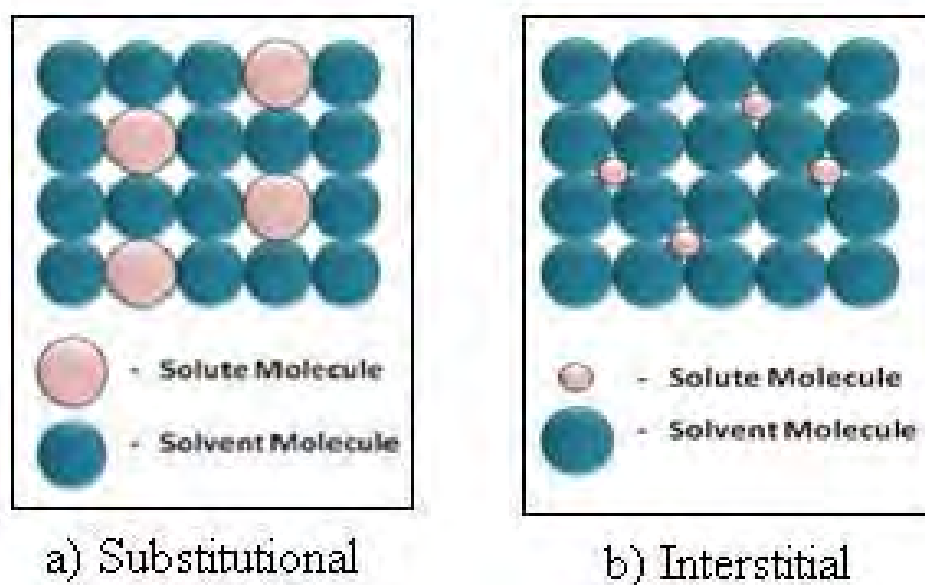 - Solute Molecule
- Solvent Molecule
a) Substitutional
- Solute Molecule
- Solvent Molecule
b) Interstitial